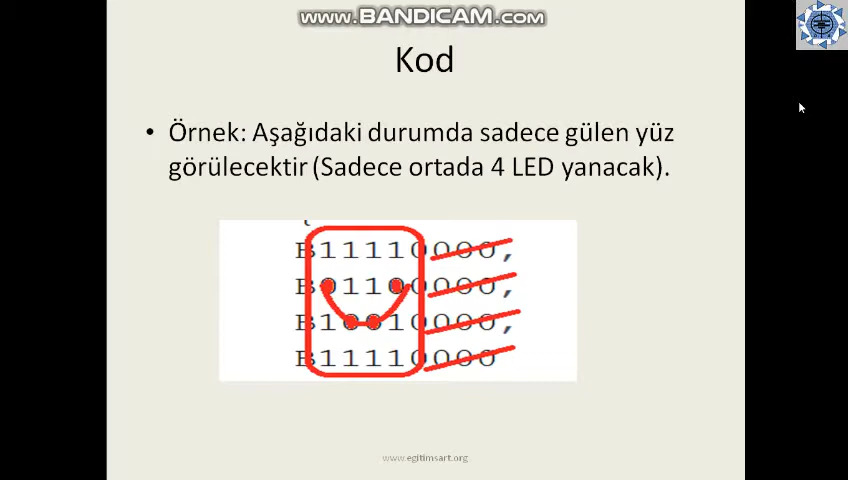 www.BANDICAM.com
Kod
• Örnek: Aşağıdaki durumda sadece gülen yüz
görülecektir (Sadece ortada 4 LED yanacak).
B11110000,
B01100000,
B10010000,
B11110000
www.egitimsart.org